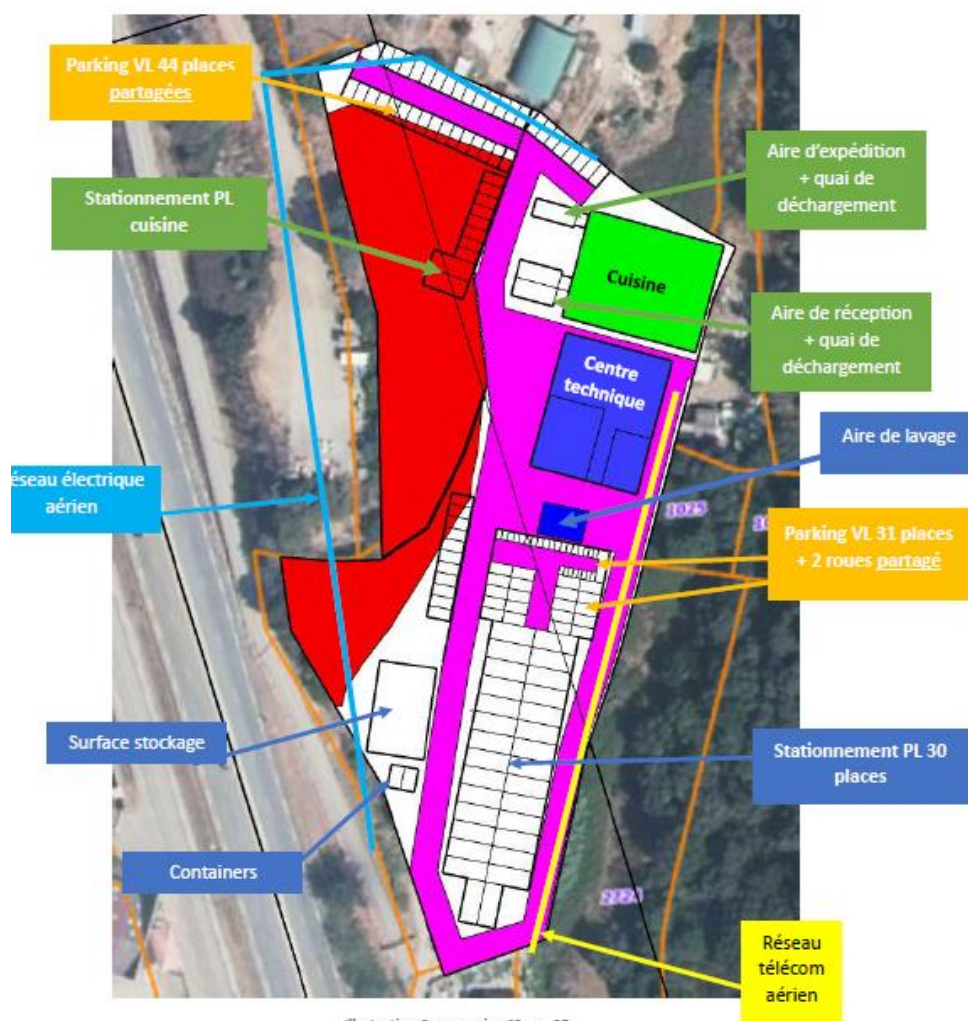 Parking VL 44 places
partagées
Aire d'expédition
+ quai de
déchargement
Stationnement PL
cuisine
Cuisine
Aire de réception
+ quai de
déchargement
Centre
technique
Aire de lavage
éseau électrique
aérien
1025
Parking VL 31 places
+ 2 roues partagé
Surface stockage
Stationnement PL 30
places
Containers
2724
Réseau
télécom
aérien